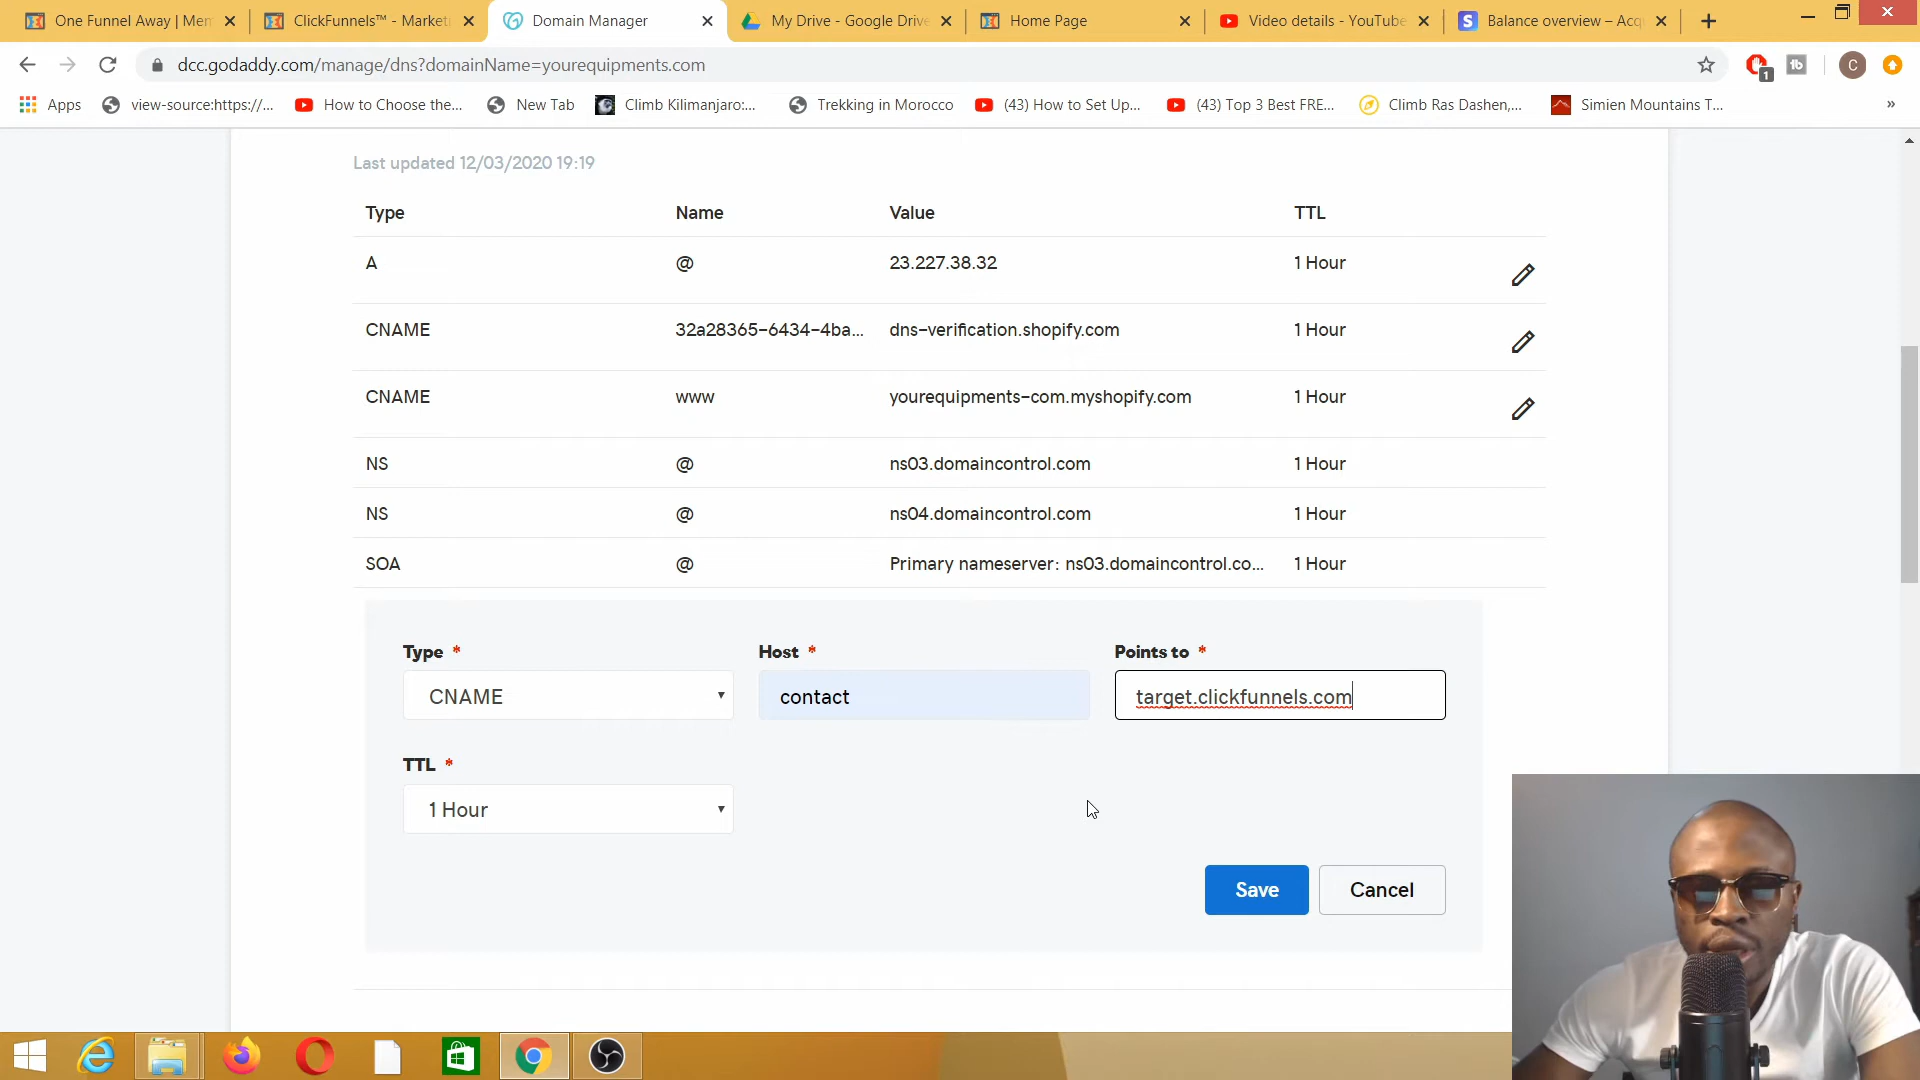 One Funnel Away | Mem
ClickFunnels™ - Market
Domain Manager
My Drive - Google Drive
Home Page
Video details - YouTube
Balance overview – Acq
dcc.godaddy.com/manage/dns?domainName=yourequipments.com
1
tb
C
Apps
view-source:https://...
How to Choose the...
New Tab
Climb Kilimanjaro:...
Trekking in Morocco
(43) How to Set Up...
(43) Top 3 Best FRE...
Climb Ras Dashen,...
Simien Mountains T...
»
Last updated 12/03/2020 19:19
Type Name Value TTL
A @ 23.227.38.32 1 Hour
CNAME 32a28365-6434-4ba... dns-verification.shopify.com 1 Hour
CNAME www yourequipments-com.myshopify.com 1 Hour
NS @ ns03.domaincontrol.com 1 Hour
NS @ ns04.domaincontrol.com 1 Hour
SOA @ Primary nameserver: ns03.domaincontrol.co... 1 Hour
Type * Host * Points to *
CNAME contact target.clickfunnels.com
TTL *
1 Hour
Save Cancel